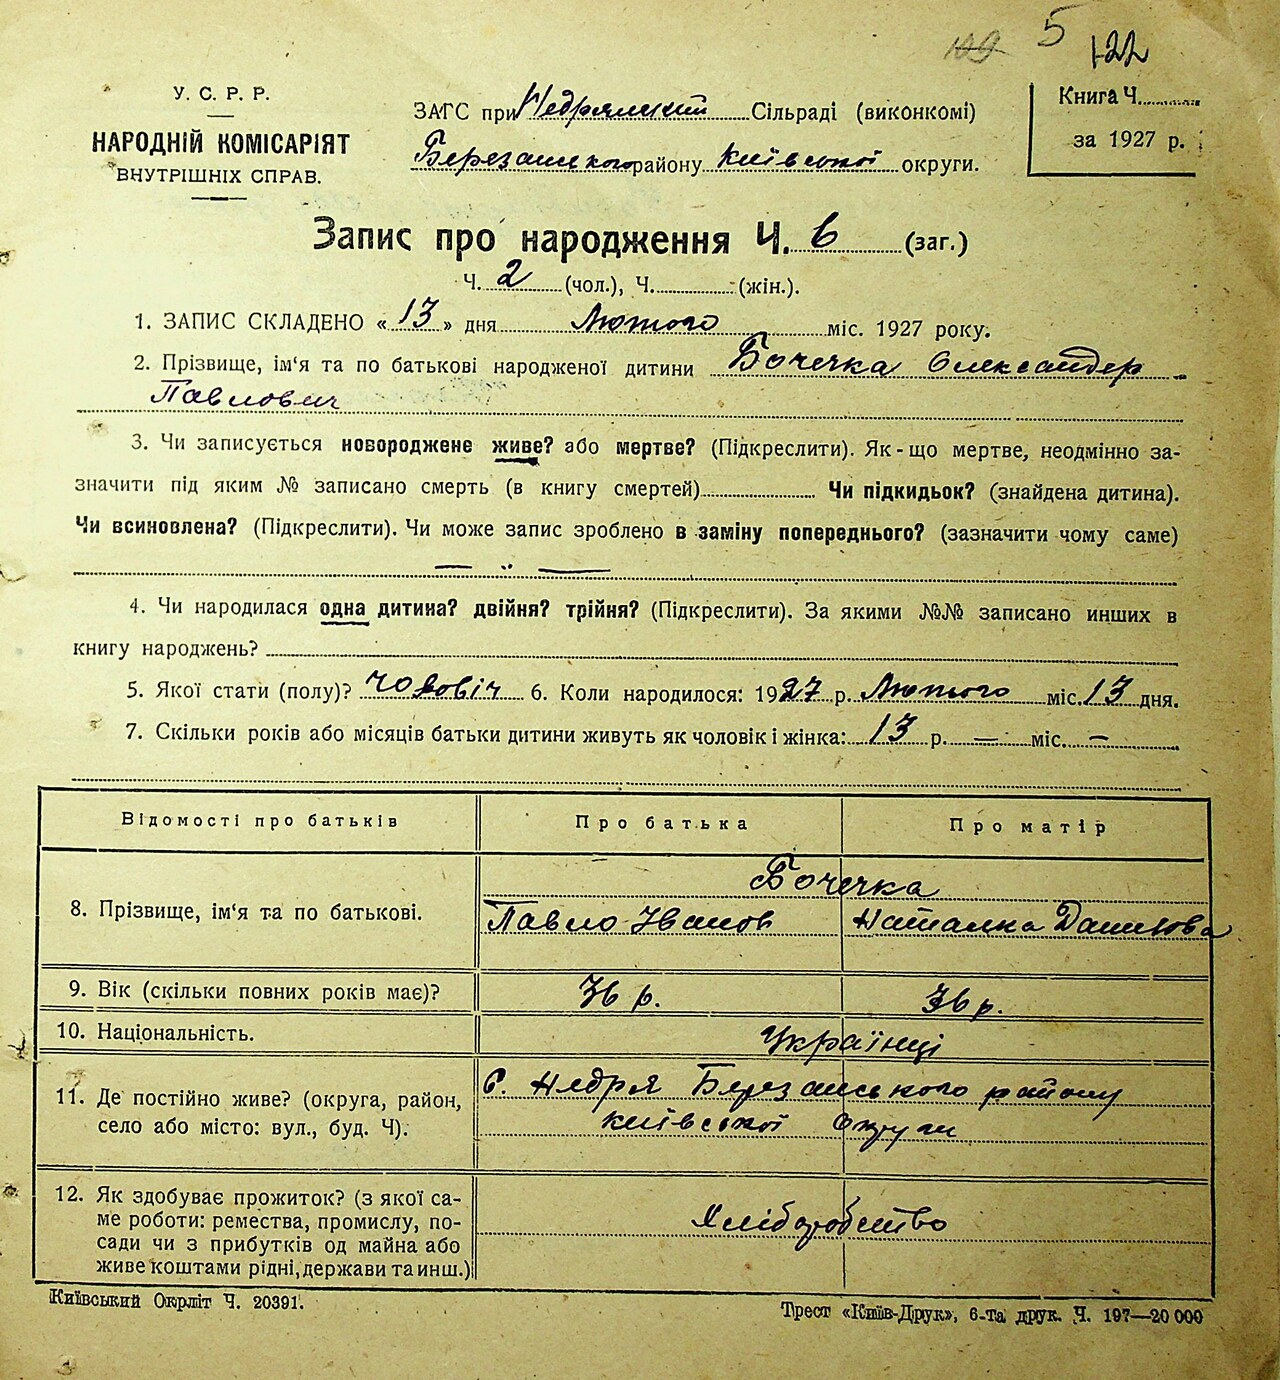 109 5 122
У. С. Р. Р.
НАРОДНІЙ КОМІСАРІЯТ
ВНУТРІШНІХ СПРАВ.
ЗАГС при Недрянский Сільраді (виконкомі)
Березанського району Київської округи.
Книга Ч.
за 1927 р.
Запис про народження Ч. 6 (заг.)
Ч. 2 (чол.), Ч. (жін.).
1. ЗАПИС СКЛАДЕНО « 13 » дня Лютого міс. 1927 року.
2. Прізвище, ім‘я та по батькові народженої дитини Бочечка Олександер
Павлович
3. Чи записується новороджене живе? або мертве? (Підкреслити). Як-що мертве, неодмінно за-
значити під яким № записано смерть (в книгу смертей) Чи підкидьок? (знайдена дитина).
Чи всиновлена? (Підкреслити). Чи може запис зроблено в заміну попереднього? (зазначити чому саме)
— „ —
4. Чи народилася одна дитина? двійня? трійня? (Підкреслити). За якими №№ записано инших в
книгу народжень?
5. Якої стати (полу)? чоловіч 6. Коли народилося: 1927 р. Лютого міс. 13 дня.
7. Скільки років або місяців батьки дитини живуть як чоловік і жінка: 13 р. — міс. —
Відомості про батьків Про батька Про матір
Бочечка
8. Прізвище, ім‘я та по батькові. Павло Іванов Наталка Данилова
9. Вік (скільки повних років має)? 36 р. 36 р.
10. Національність. Українці
11. Де постійно живе? (округа, район, С. Недря Березанського району
село або місто: вул., буд. Ч). Київської Округи
12. Як здобуває прожиток? (з якої са-
ме роботи: ремества, промислу, по- Хліборобство
сади чи з прибутків од майна або
живе коштами рідні, держави та инш.)
Київський Окрліт Ч. 20391.
Трест «Київ-Друк», 6-та друк. Ч. 197—20 000